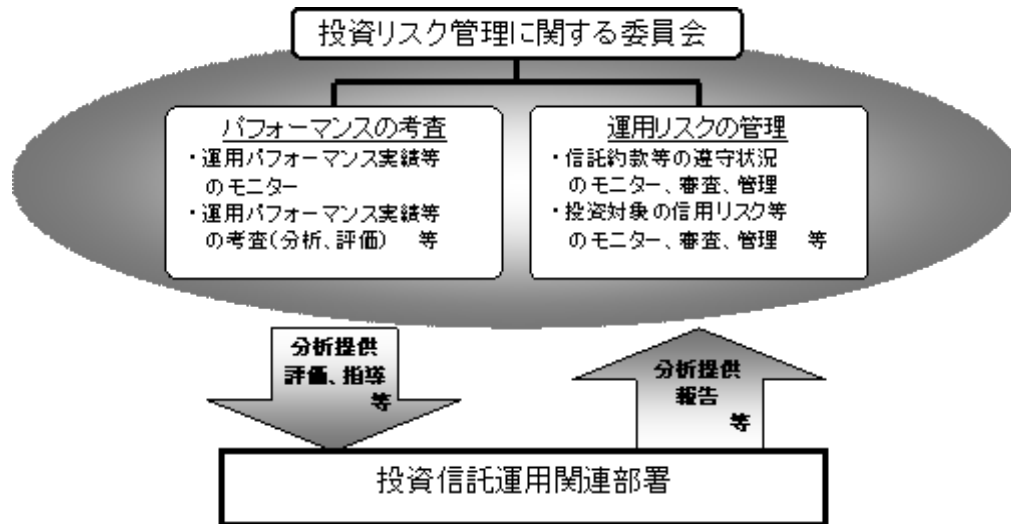 投資リスク管理に関する委員会
パフォーマンスの考査
・運用パフォーマンス実績等
のモニター
・運用パフォーマンス実績等
の考査(分析、評価) 等
運用リスクの管理
・信託約款等の遵守状況
のモニター、審査、管理
・投資対象の信用リスク等
のモニター、審査、管理 等
分析提供
評価、指導
等
分析提供
報告
等
投資信託運用関連部署